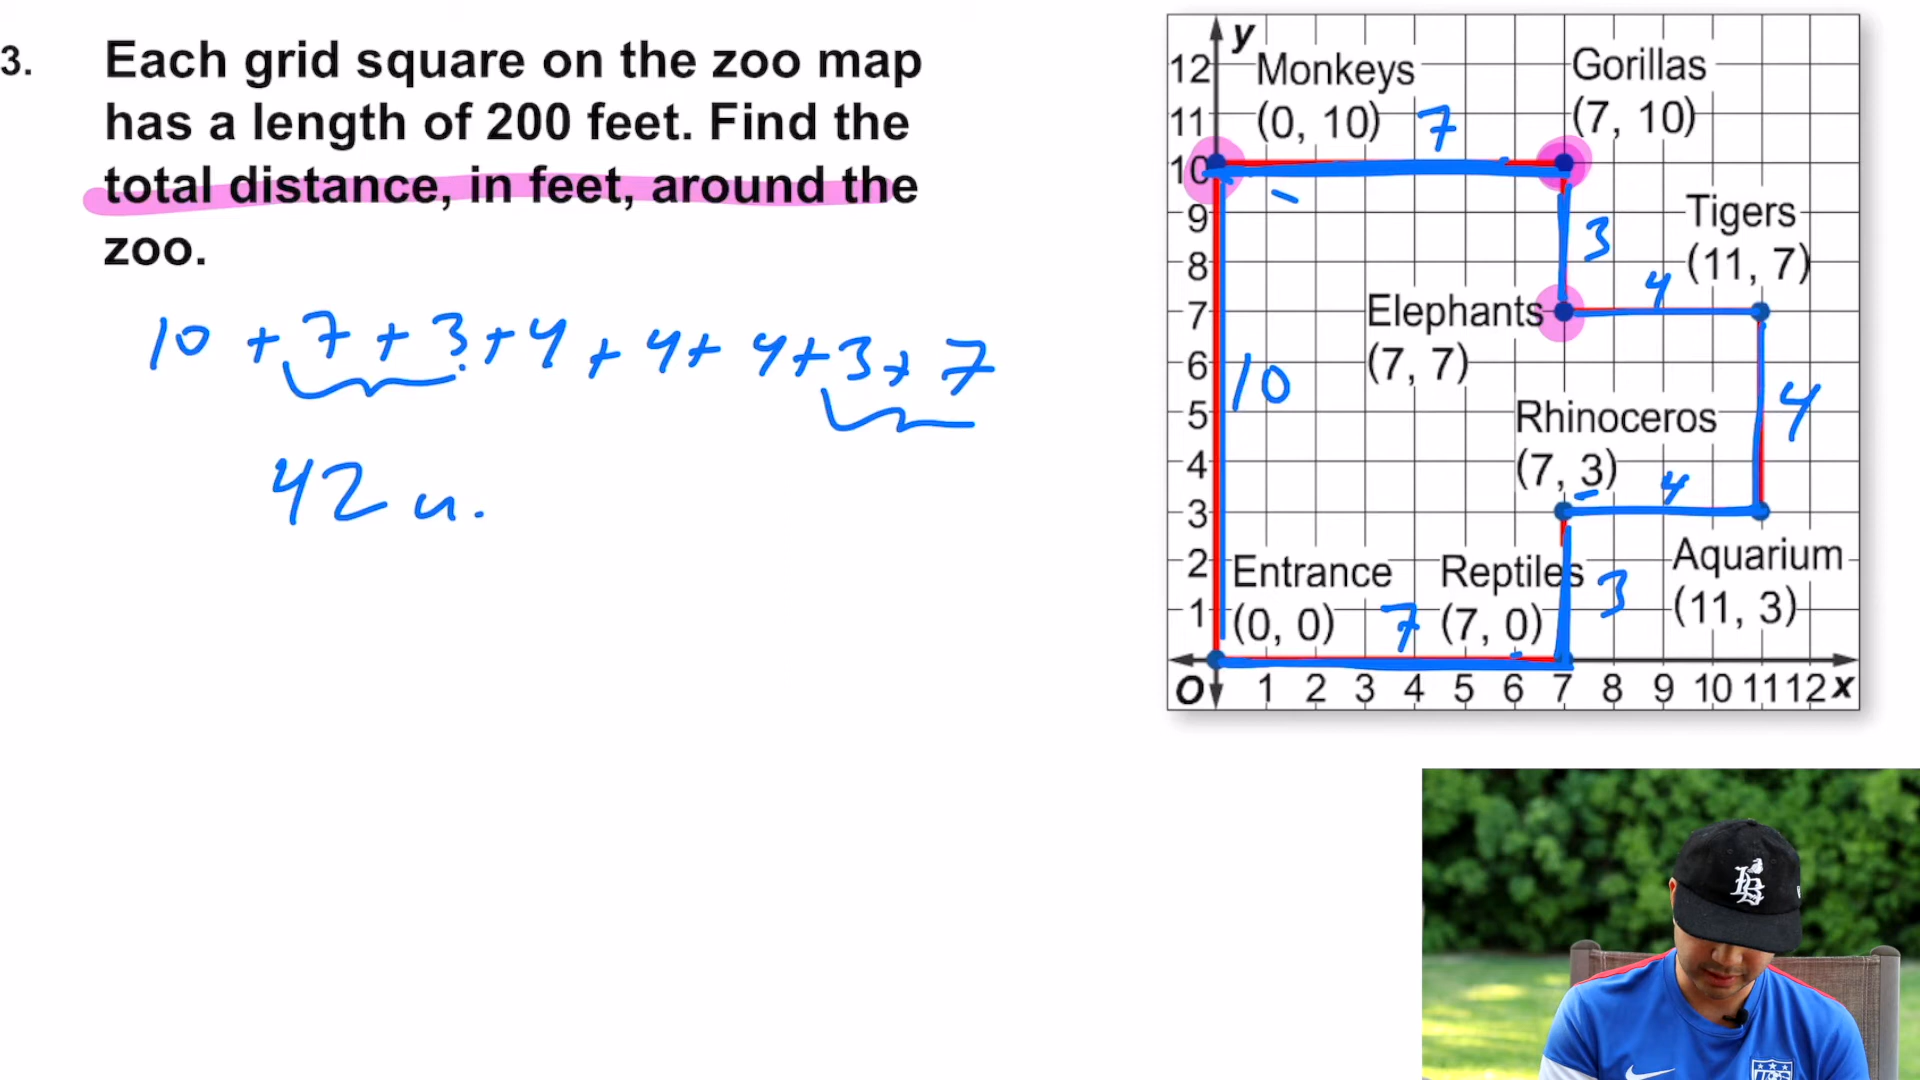 3. Each grid square on the zoo map
has a length of 200 feet. Find the
total distance, in feet, around the
zoo.
10 + 7 + 3 + 4 + 4 + 4 + 3 + 7
42 u.
y
12
11
10
9
8
7
6
5
4
3
2
1
O 1 2 3 4 5 6 7 8 9 10 11 12 x
Monkeys
(0, 10)
7
Gorillas
(7, 10)
3
Tigers
(11, 7)
4
Elephants
(7, 7)
10
4
Rhinoceros
(7, 3)
4
Entrance
(0, 0)
7
Reptiles
(7, 0)
3
Aquarium
(11, 3)
LB